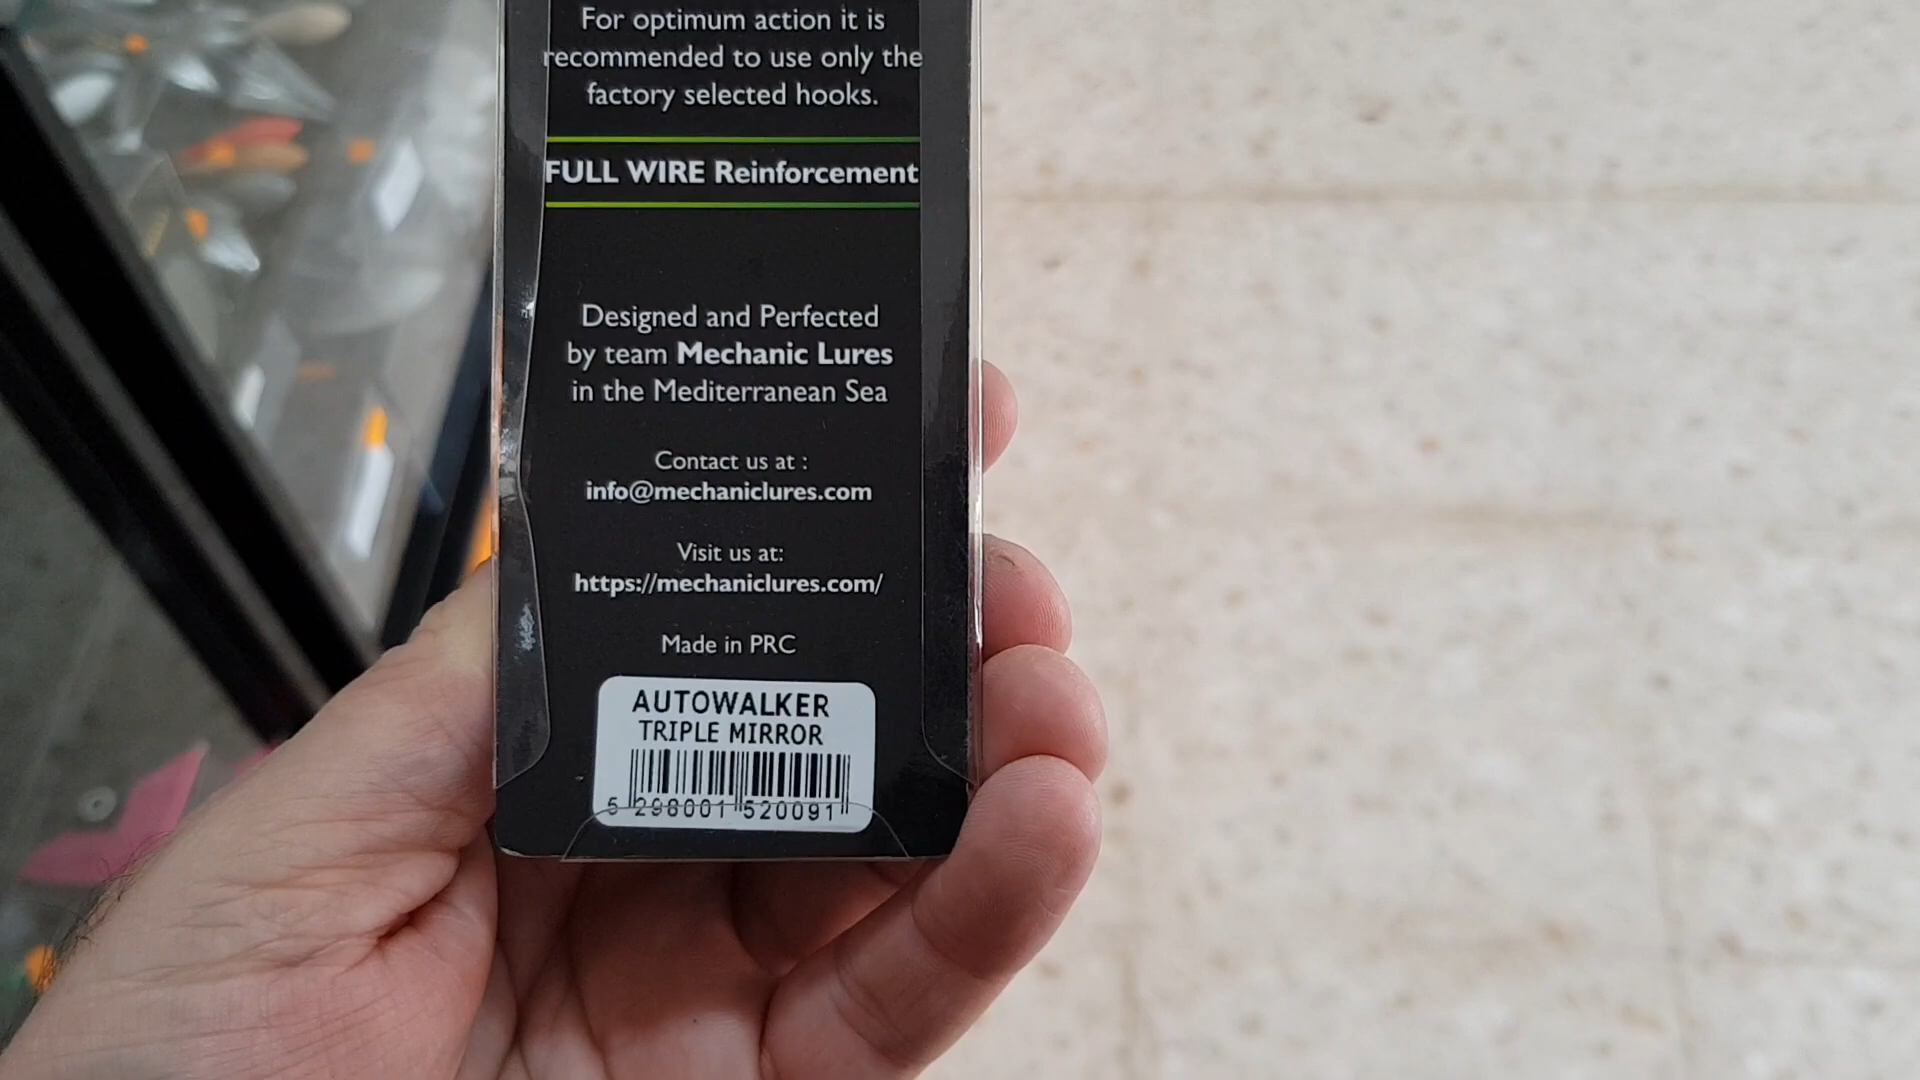 For optimum action it is
recommended to use only the
factory selected hooks.
FULL WIRE Reinforcement
Designed and Perfected
by team Mechanic Lures
in the Mediterranean Sea
Contact us at :
info@mechaniclures.com
Visit us at:
https://mechaniclures.com/
Made in PRC
AUTOWALKER
TRIPLE MIRROR
5 298001 520091